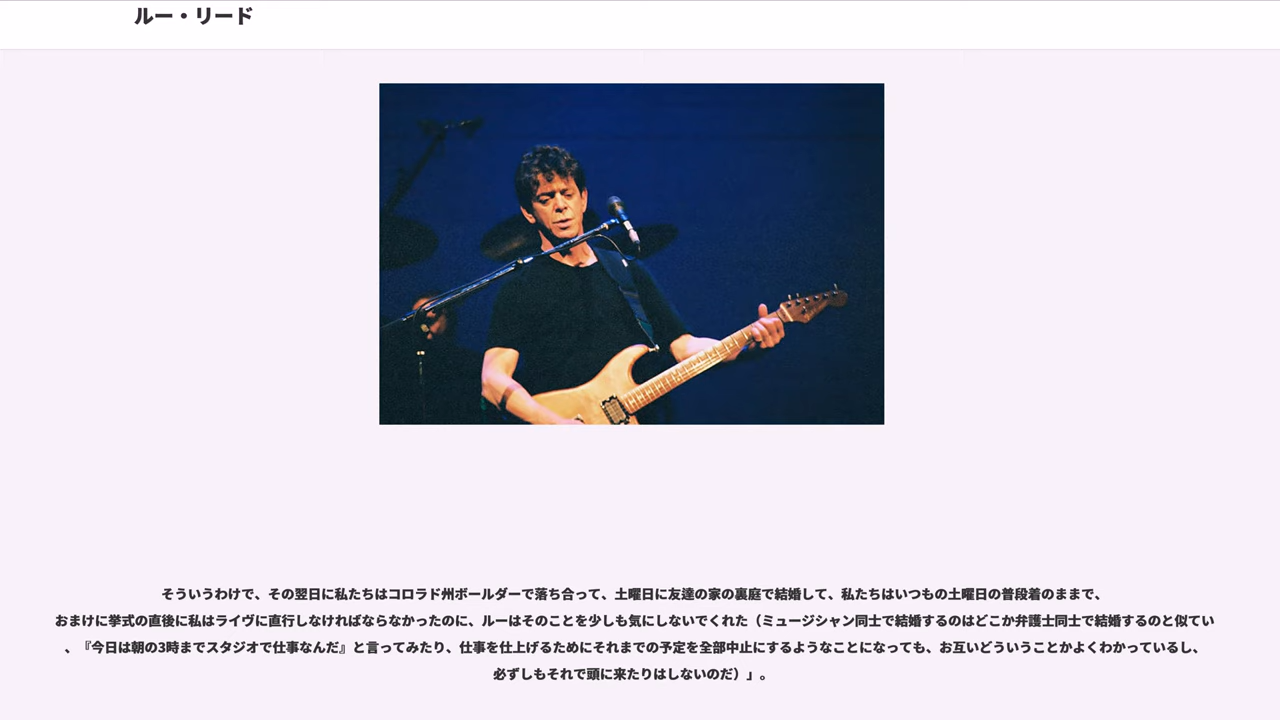 ルー・リード
そういうわけで、その翌日に私たちはコロラド州ボールダーで落ち合って、土曜日に友達の家の裏庭で結婚して、私たちはいつもの土曜日の普段着のままで、
おまけに挙式の直後に私はライヴに直行しなければならなかったのに、ルーはそのことを少しも気にしないでくれた（ミュージシャン同士で結婚するのはどこか弁護士同士で結婚するのと似てい
、『今日は朝の3時までスタジオで仕事なんだ』と言ってみたり、仕事を仕上げるためにそれまでの予定を全部中止にするようなことになっても、お互いどういうことかよくわかっているし、
必ずしもそれで頭に来たりはしないのだ）」。